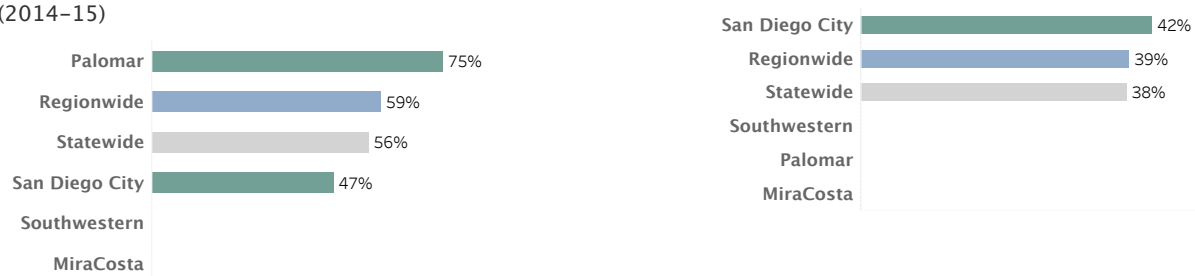 (2014–15)
Palomar 75%
Regionwide 59%
Statewide 56%
San Diego City 47%
Southwestern
MiraCosta
San Diego City 42%
Regionwide 39%
Statewide 38%
Southwestern
Palomar
MiraCosta